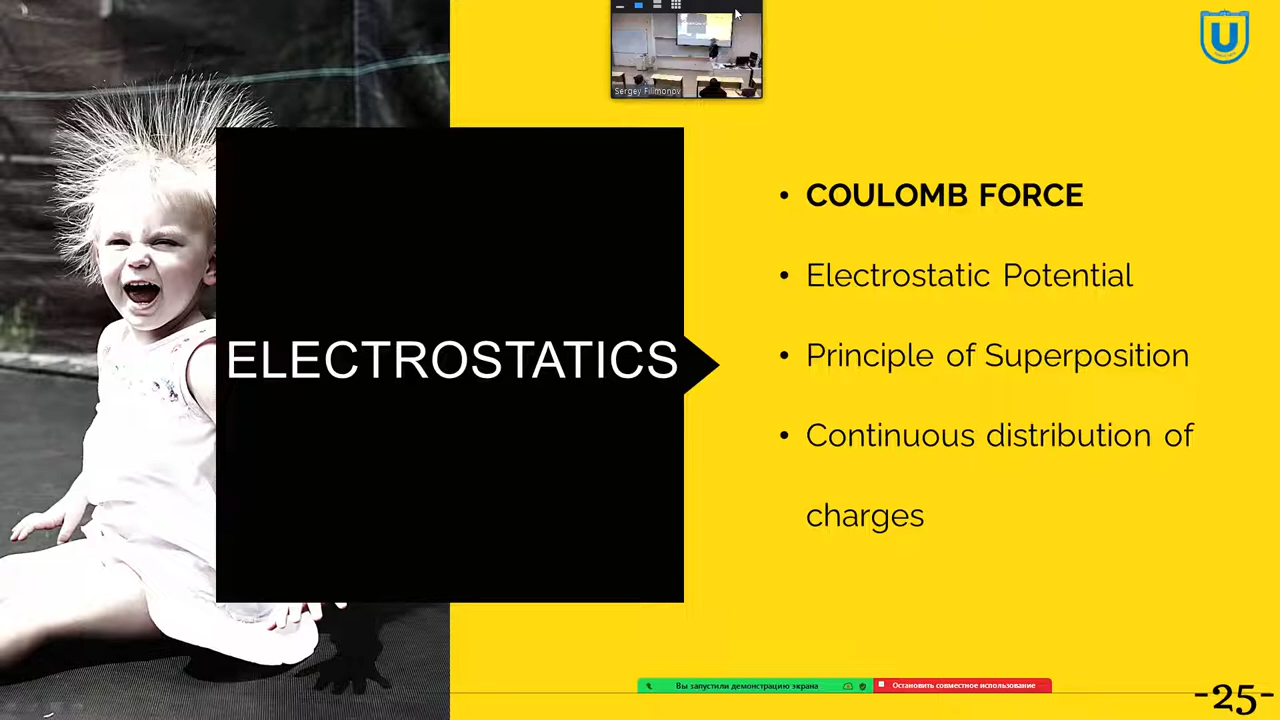 Sergey Filimonov
U
ELECTROSTATICS
• COULOMB FORCE
• Electrostatic Potential
• Principle of Superposition
• Continuous distribution of
charges
Вы запустили демонстрацию экрана
Остановить совместное использование
-25-